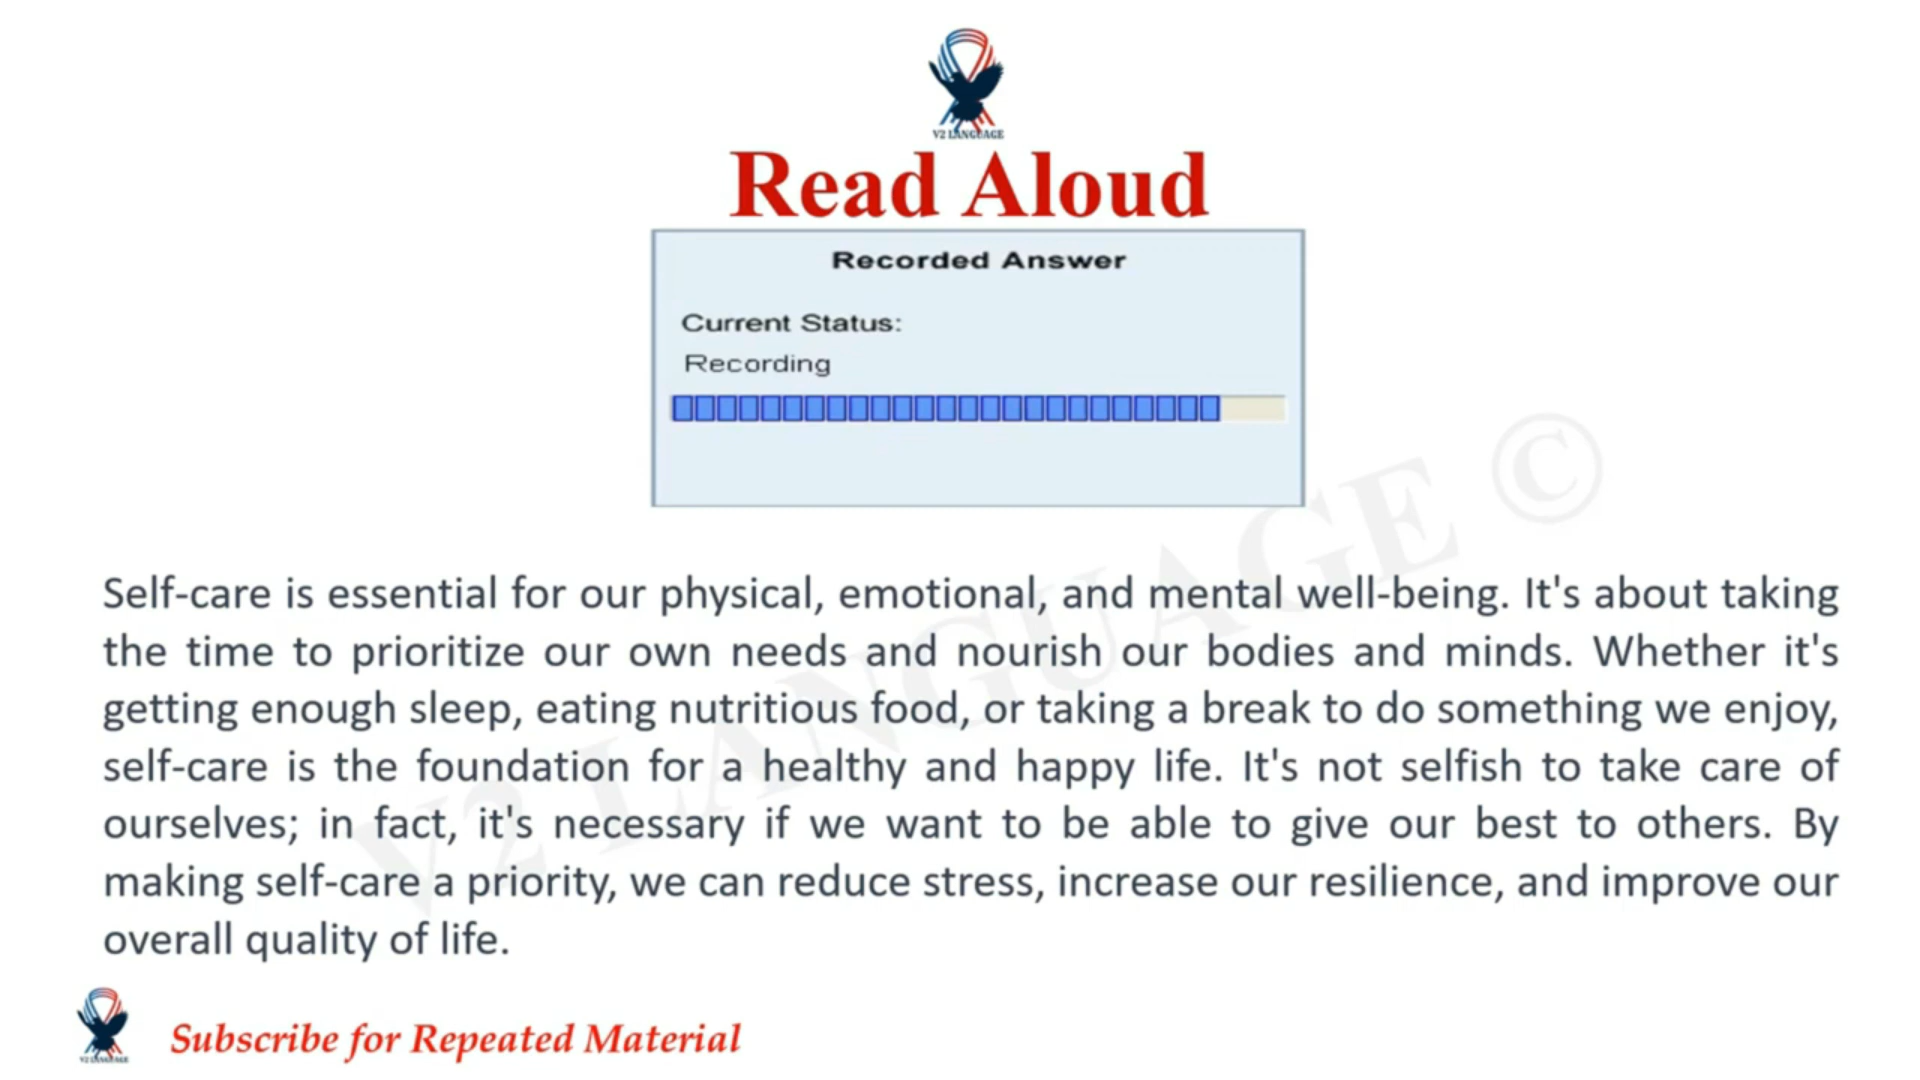 V2 LANGUAGE
Read Aloud
Recorded Answer
Current Status:
Recording
V2 LANGUAGE ©
Self-care is essential for our physical, emotional, and mental well-being. It's about taking
the time to prioritize our own needs and nourish our bodies and minds. Whether it's
getting enough sleep, eating nutritious food, or taking a break to do something we enjoy,
self-care is the foundation for a healthy and happy life. It's not selfish to take care of
ourselves; in fact, it's necessary if we want to be able to give our best to others. By
making self-care a priority, we can reduce stress, increase our resilience, and improve our
overall quality of life.
V2 LANGUAGE
Subscribe for Repeated Material